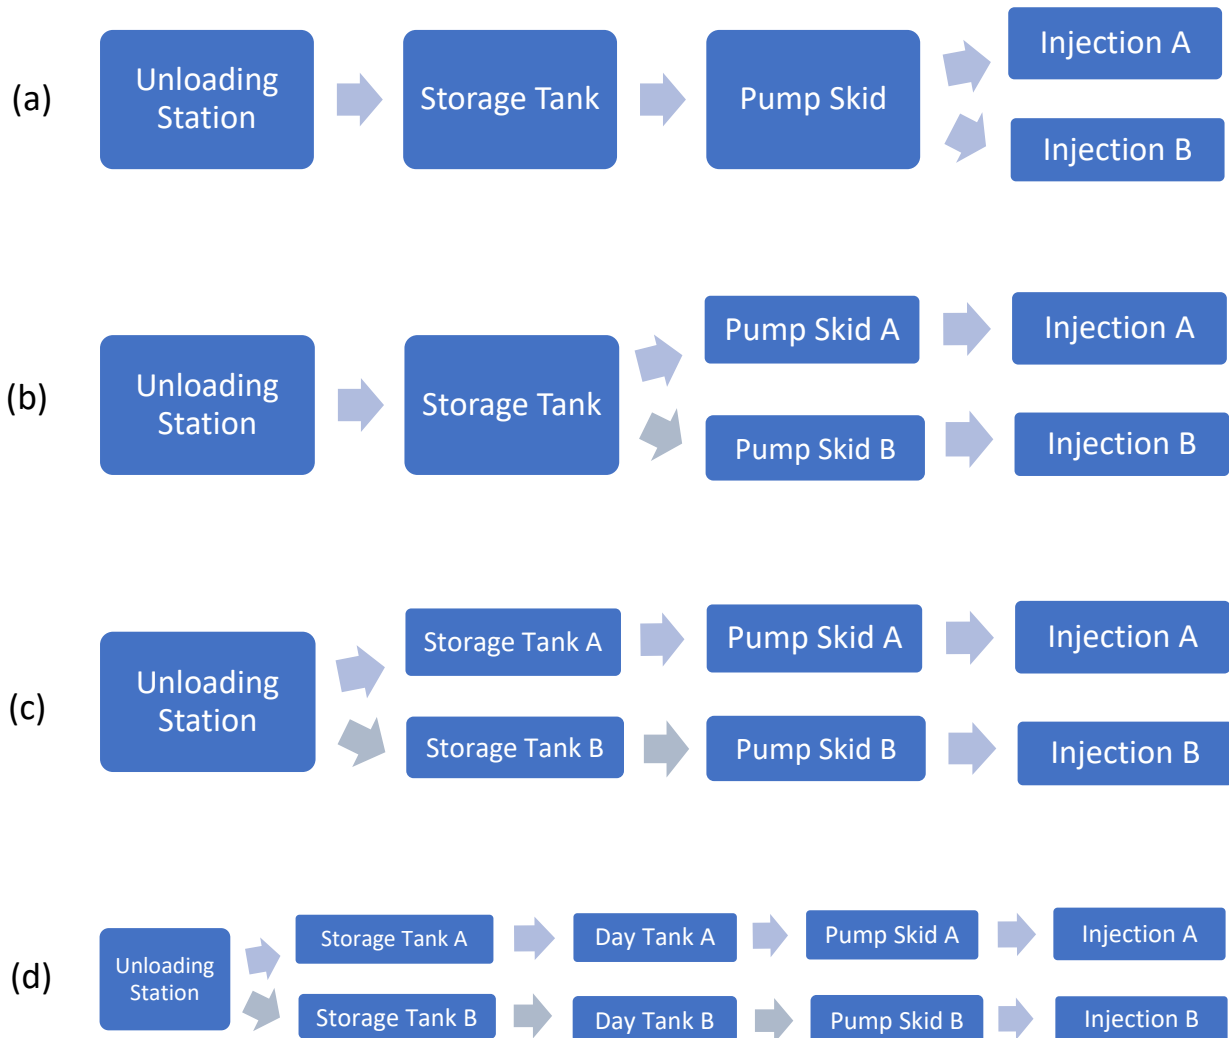 (a)
Unloading
Station
Storage Tank
Pump Skid
Injection A
Injection B
(b)
Unloading
Station
Storage Tank
Pump Skid A
Injection A
Pump Skid B
Injection B
(c)
Unloading
Station
Storage Tank A
Pump Skid A
Injection A
Storage Tank B
Pump Skid B
Injection B
(d)
Unloading
Station
Storage Tank A
Day Tank A
Pump Skid A
Injection A
Storage Tank B
Day Tank B
Pump Skid B
Injection B